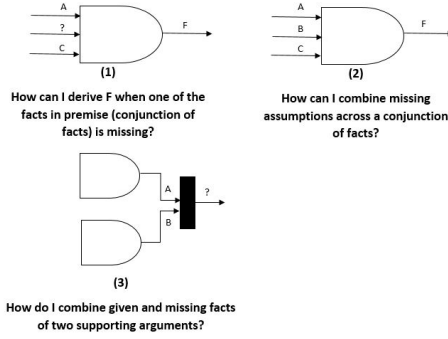 A
?
C
F
(1)
How can I derive F when one of the
facts in premise (conjunction of
facts) is missing?
A
B
C
F
(2)
How can I combine missing
assumptions across a conjunction
of facts?
A
B
?
(3)
How do I combine given and missing facts
of two supporting arguments?